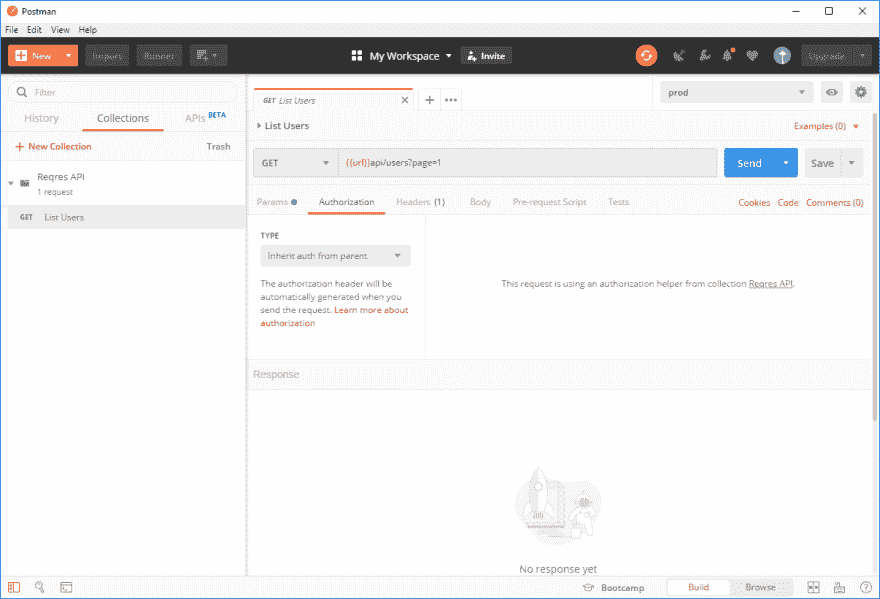 Postman
File Edit View Help
New Import Runner My Workspace Invite Upgrade
Filter
History Collections APIs BETA
New Collection Trash
Reqres API
1 request
GET List Users
GET List Users
prod
List Users
Examples (0)
GET {{url}}api/users?page=1 Send Save
Params Authorization Headers (1) Body Pre-request Script Tests Cookies Code Comments (0)
TYPE
Inherit auth from parent
The authorization header will be
automatically generated when you
send the request. Learn more about
authorization
This request is using an authorization helper from collection Reqres API.
Response
No response yet
Bootcamp Build Browse